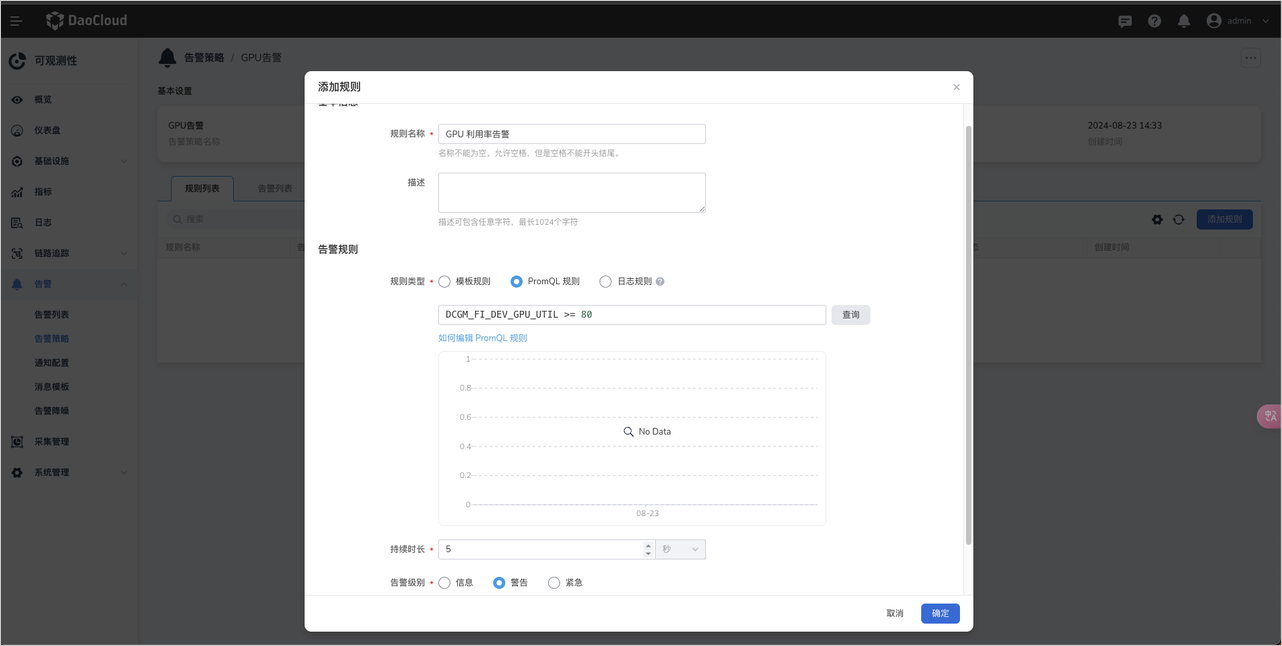 DaoCloud
admin
可观测性
告警策略 / GPU告警
基本设置
概览
仪表盘
基础设施
指标
日志
链路追踪
告警
告警列表
告警策略
通知配置
消息模板
告警降噪
采集管理
系统管理
GPU告警
告警策略名称
2024-08-23 14:33
创建时间
规则列表
告警列表
搜索
添加规则
规则名称
告
创建时间
添加规则
基本信息
规则名称 • GPU 利用率告警
名称不能为空。允许空格，但是空格不能开头结尾。
描述
描述可包含任意字符，最长1024个字符
告警规则
规则类型 • 模板规则 PromQL 规则 日志规则
DCGM_FI_DEV_GPU_UTIL >= 80 查询
如何编辑 PromQL 规则
1
0.8
0.6
No Data
0.4
0.2
0
08-23
持续时长 • 5 秒
告警级别 • 信息 警告 紧急
取消 确定